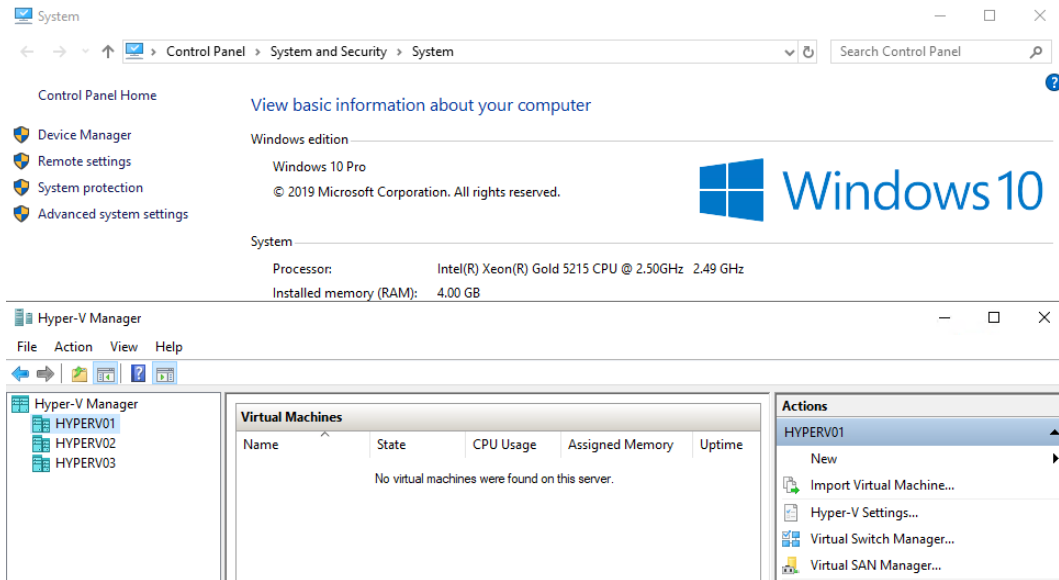 System
Control Panel > System and Security > System
Search Control Panel
Control Panel Home
View basic information about your computer
?
Device Manager
Windows edition
Remote settings
Windows 10 Pro
System protection
© 2019 Microsoft Corporation. All rights reserved.
Windows 10
Advanced system settings
System
Processor: Intel(R) Xeon(R) Gold 5215 CPU @ 2.50GHz 2.49 GHz
Installed memory (RAM): 4.00 GB
Hyper-V Manager
File Action View Help
?
Hyper-V Manager
HYPERV01
HYPERV02
HYPERV03
Virtual Machines
Name State CPU Usage Assigned Memory Uptime
No virtual machines were found on this server.
Actions
HYPERV01
New
Import Virtual Machine...
Hyper-V Settings...
Virtual Switch Manager...
Virtual SAN Manager...